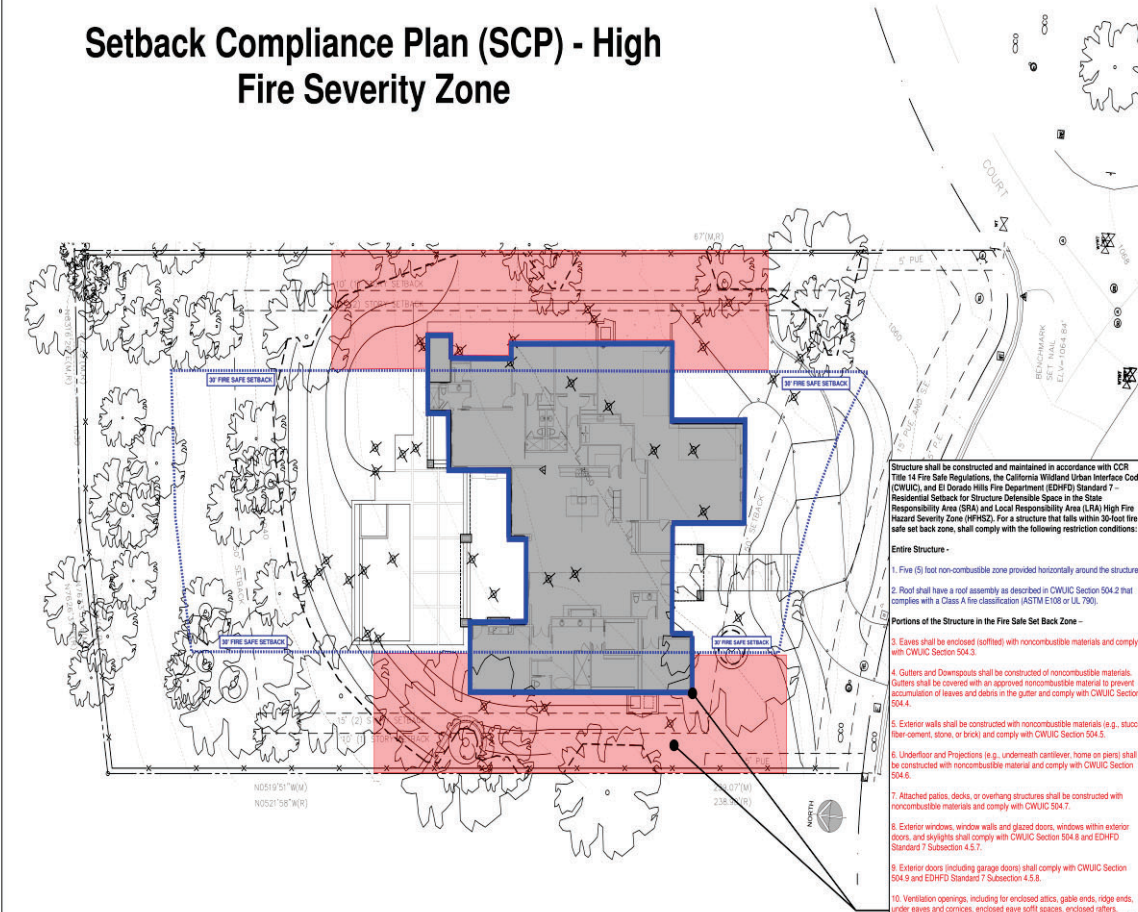 Setback Compliance Plan (SCP) - High
Fire Severity Zone
COURT
67'(M,R)
5' PUE
1060
1068
BENCHMARK
SET NAIL
ELV=1064.84'
15' PUE AND S.E.
30' FIRE SAFE SETBACK
30' FIRE SAFE SETBACK
SETBACK
SETBACK
30' FIRE SAFE SETBACK
30' FIRE SAFE SETBACK
15' (2) STORY SETBACK
10' (1) STORY SETBACK
PUE
N0519'51"W(M)
N0521'58"W(R)
NORTH
Structure shall be constructed and maintained in accordance with CCR
Title 14 Fire Safe Regulations, the California Wildland Urban Interface Cod
(CWUIC), and El Dorado Hills Fire Department (EDHFD) Standard 7 –
Residential Setback for Structure Defensible Space in the State
Responsibility Area (SRA) and Local Responsibility Area (LRA) High Fire
Hazard Severity Zone (HFHSZ). For a structure that falls within 30-foot fire
safe set back zone, shall comply with the following restriction conditions:
Entire Structure -
1. Five (5) foot non-combustible zone provided horizontally around the structure
2. Roof shall have a roof assembly as described in CWUIC Section 504.2 that
complies with a Class A fire classification (ASTM E108 or UL 790).
Portions of the Structure in the Fire Safe Set Back Zone –
3. Eaves shall be enclosed (soffited) with noncombustible materials and comply
with CWUIC Section 504.3.
4. Gutters and Downspouts shall be constructed of noncombustible materials.
Gutters shall be covered with an approved noncombustible material to prevent
accumulation of leaves and debris in the gutter and comply with CWUIC Section
504.4.
5. Exterior walls shall be constructed with noncombustible materials (e.g., stucc
fiber-cement, stone, or brick) and comply with CWUIC Section 504.5.
6. Underfloor and Projections (e.g., underneath cantilever, home on piers) shall
be constructed with noncombustible material and comply with CWUIC Section
504.6.
7. Attached patios, decks, or overhang structures shall be constructed with
noncombustible materials and comply with CWUIC 504.7.
8. Exterior windows, window walls and glazed doors, windows within exterior
doors, and skylights shall comply with CWUIC Section 504.8 and EDHFD
Standard 7 Subsection 4.5.7.
9. Exterior doors (including garage doors) shall comply with CWUIC Section
504.9 and EDHFD Standard 7 Subsection 4.5.8.
10. Ventilation openings, including for enclosed attics, gable ends, ridge ends,
under eaves and cornices, enclosed eave soffit spaces, enclosed rafters,